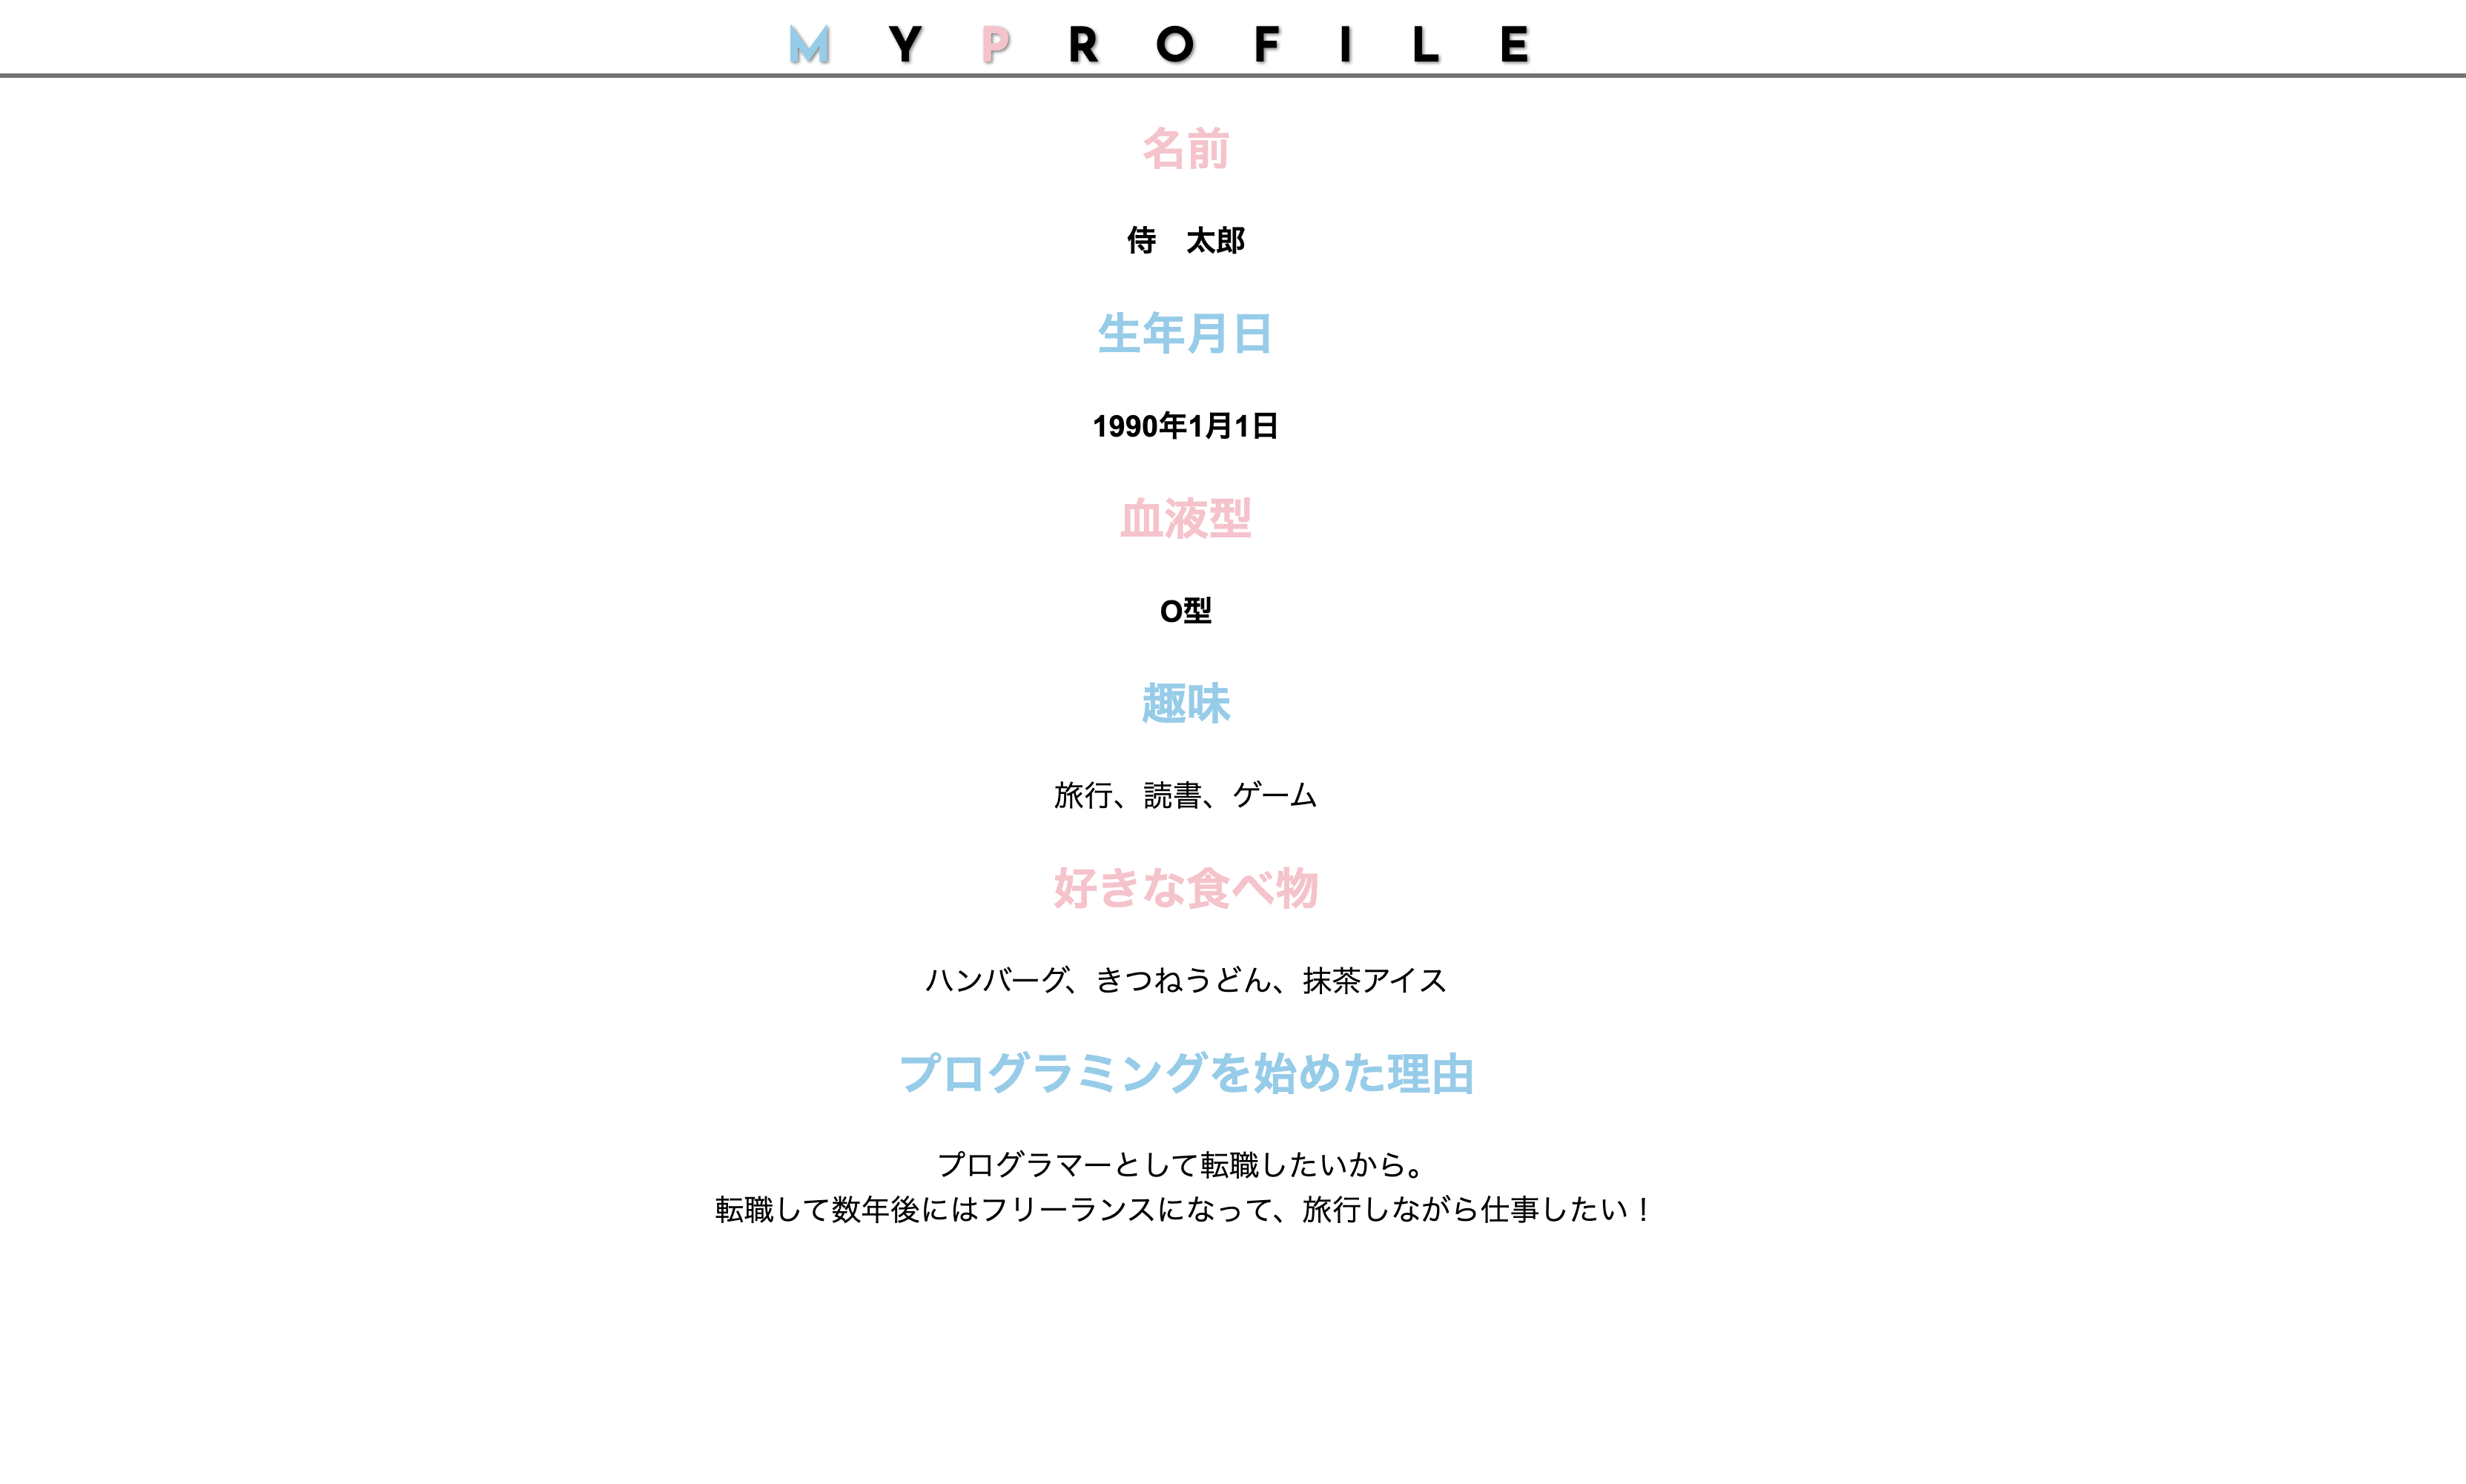 MY PROFILE
名前
侍　太郎
生年月日
1990年1月1日
血液型
O型
趣味
旅行、読書、ゲーム
好きな食べ物
ハンバーグ、きつねうどん、抹茶アイス
プログラミングを始めた理由
プログラマーとして転職したいから。
転職して数年後にはフリーランスになって、旅行しながら仕事したい！